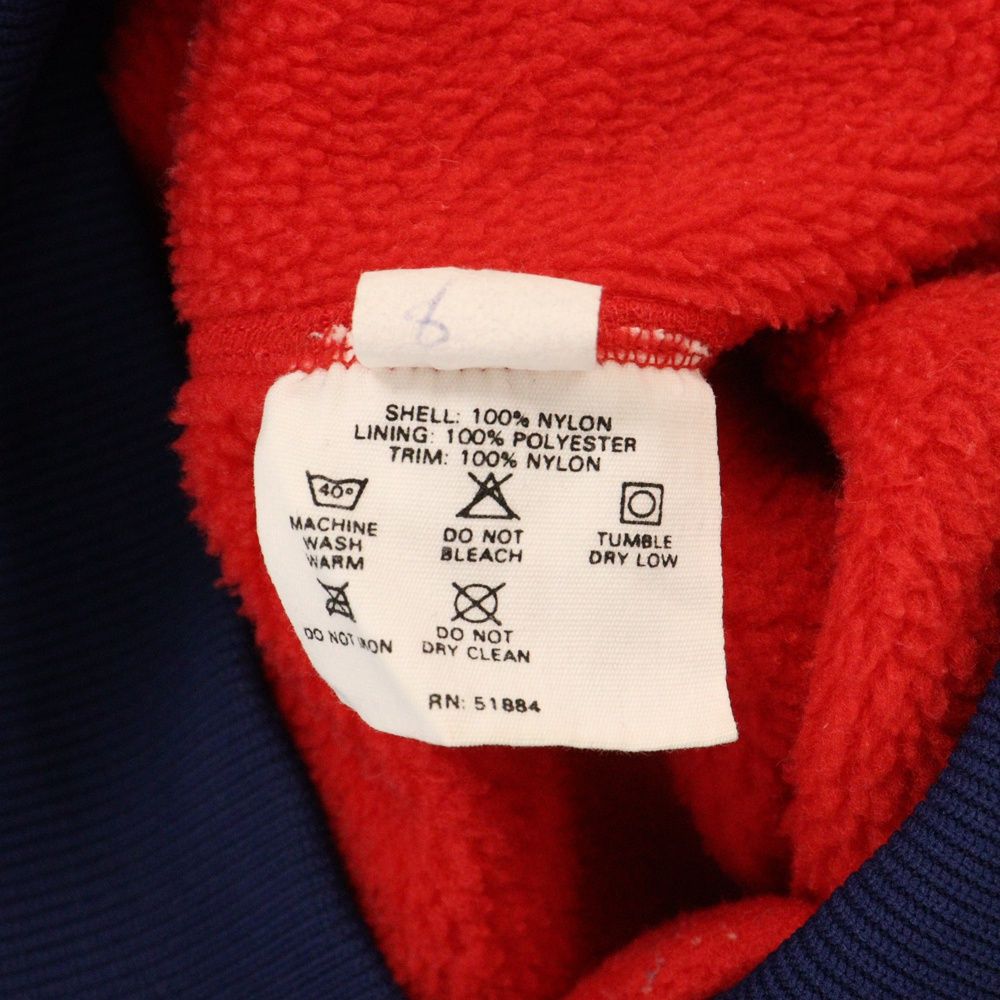 6
SHELL: 100% NYLON
LINING: 100% POLYESTER
TRIM: 100% NYLON
40°
MACHINE
WASH
WARM
DO NOT
BLEACH
TUMBLE
DRY LOW
DO NOT IRON
DO NOT
DRY CLEAN
RN: 51884